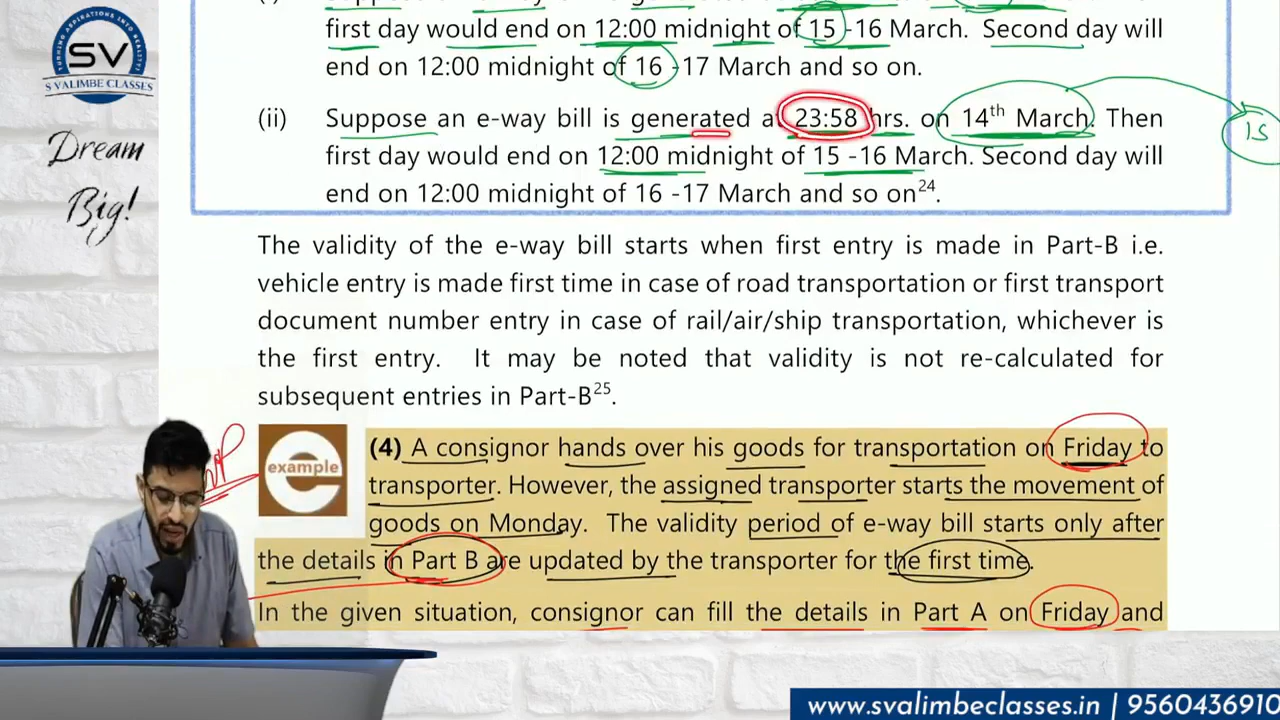 first day would end on 12:00 midnight of 15 -16 March. Second day will
end on 12:00 midnight of 16 -17 March and so on.
(ii) Suppose an e-way bill is generated at 23:58 hrs. on 14th March. Then
first day would end on 12:00 midnight of 15 -16 March. Second day will
end on 12:00 midnight of 16 -17 March and so on24.
15
The validity of the e-way bill starts when first entry is made in Part-B i.e.
vehicle entry is made first time in case of road transportation or first transport
document number entry in case of rail/air/ship transportation, whichever is
the first entry. It may be noted that validity is not re-calculated for
subsequent entries in Part-B25.
example
(4) A consignor hands over his goods for transportation on Friday to
transporter. However, the assigned transporter starts the movement of
goods on Monday. The validity period of e-way bill starts only after
the details in Part B are updated by the transporter for the first time.
In the given situation, consignor can fill the details in Part A on Friday and
TURNING ASPIRATIONS INTO REALITY
SV
S VALIMBE CLASSES
Dream
Big!
www.svalimbeclasses.in | 9560436910